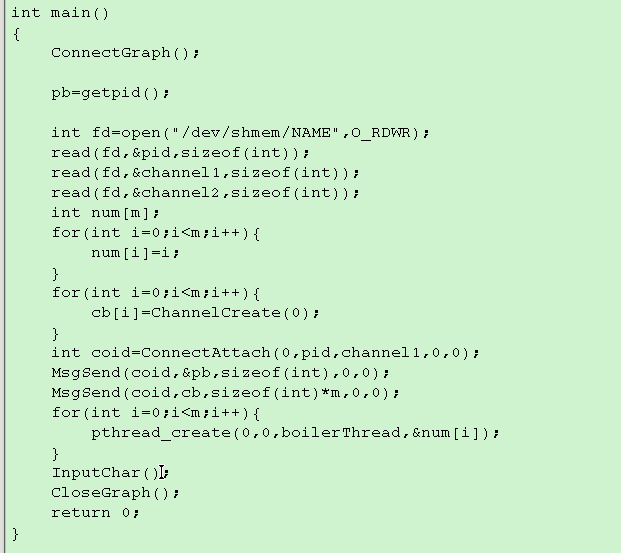 int main()
{
    ConnectGraph();

    pb=getpid();

    int fd=open("/dev/shmem/NAME",O_RDWR);
    read(fd,&pid,sizeof(int));
    read(fd,&channel1,sizeof(int));
    read(fd,&channel2,sizeof(int));
    int num[m];
    for(int i=0;i<m;i++){
        num[i]=i;
    }
    for(int i=0;i<m;i++){
        cb[i]=ChannelCreate(0);
    }
    int coid=ConnectAttach(0,pid,channel1,0,0);
    MsgSend(coid,&pb,sizeof(int),0,0);
    MsgSend(coid,cb,sizeof(int)*m,0,0);
    for(int i=0;i<m;i++){
        pthread_create(0,0,boilerThread,&num[i]);
    }
    InputChar();
    CloseGraph();
    return 0;
}